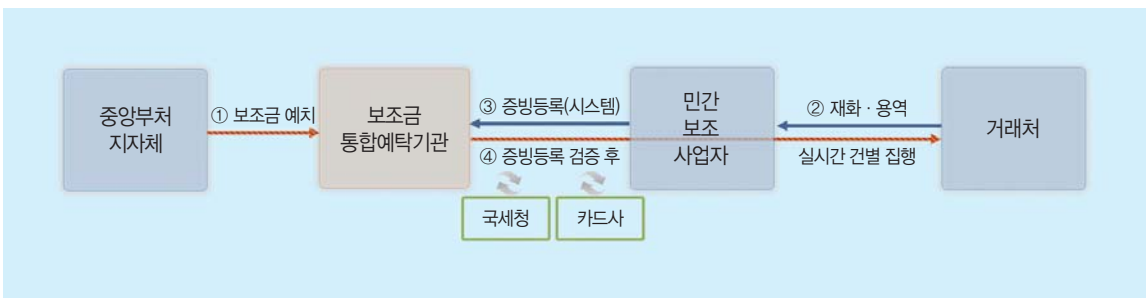 중앙부처
지자체
① 보조금 예치
보조금
통합예탁기관
③ 증빙등록(시스템)
④ 증빙등록 검증 후
국세청
카드사
민간
보조
사업자
② 재화·용역
실시간 건별 집행
거래처